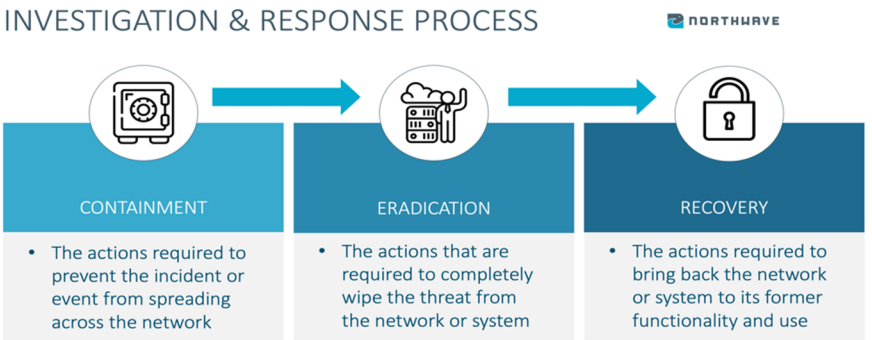 INVESTIGATION & RESPONSE PROCESS
NORTHWAVE
CONTAINMENT
• The actions required to
prevent the incident or
event from spreading
across the network
ERADICATION
• The actions that are
required to completely
wipe the threat from
the network or system
RECOVERY
• The actions required to
bring back the network
or system to its former
functionality and use